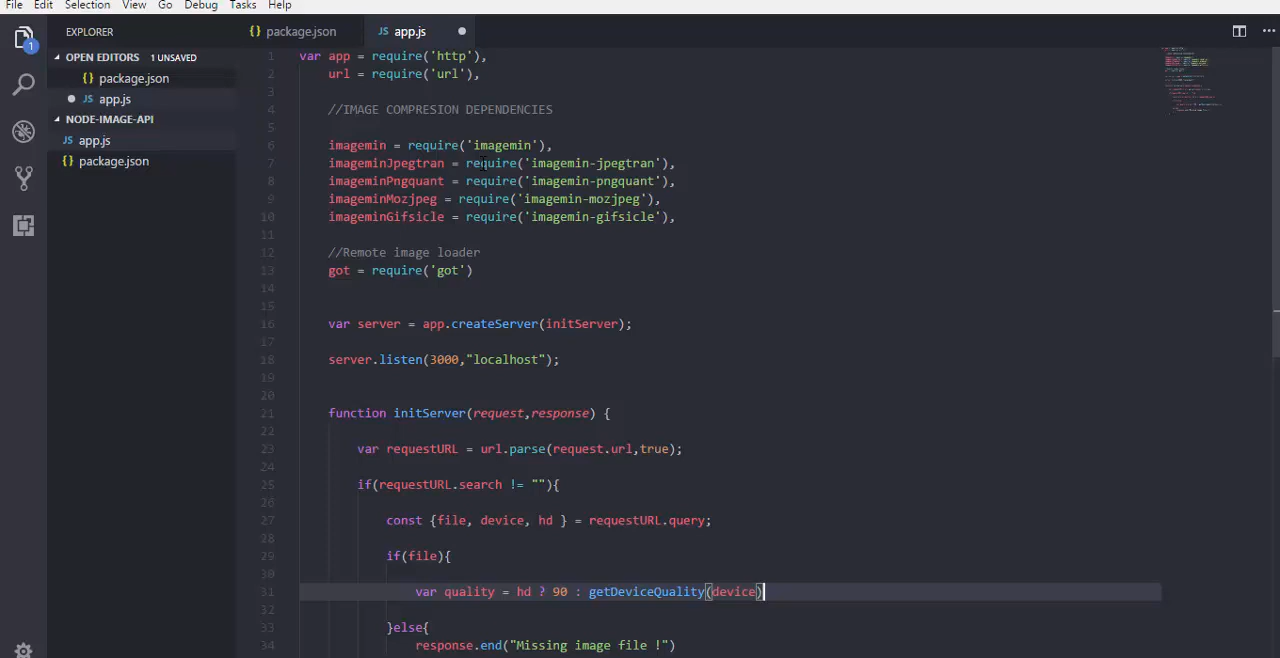 File Edit Selection View Go Debug Tasks Help
EXPLORER
{ } package.json
JS app.js
OPEN EDITORS 1 UNSAVED
{ } package.json
JS app.js
NODE-IMAGE-API
JS app.js
{ } package.json
1
1 var app = require('http'),
2 url = require('url'),
3
4 //IMAGE COMPRESION DEPENDENCIES
5
6 imagemin = require('imagemin'),
7 imageminJpegtran = require('imagemin-jpegtran'),
8 imageminPngquant = require('imagemin-pngquant'),
9 imageminMozjpeg = require('imagemin-mozjpeg'),
10 imageminGifsicle = require('imagemin-gifsicle'),
11
12 //Remote image loader
13 got = require('got')
14
15
16 var server = app.createServer(initServer);
17
18 server.listen(3000,"localhost");
19
20
21 function initServer(request,response) {
22
23 var requestURL = url.parse(request.url,true);
24
25 if(requestURL.search != ""){
26
27 const {file, device, hd } = requestURL.query;
28
29 if(file){
30
31 var quality = hd ? 90 : getDeviceQuality(device)
32
33 }else{
34 response.end("Missing image file !")